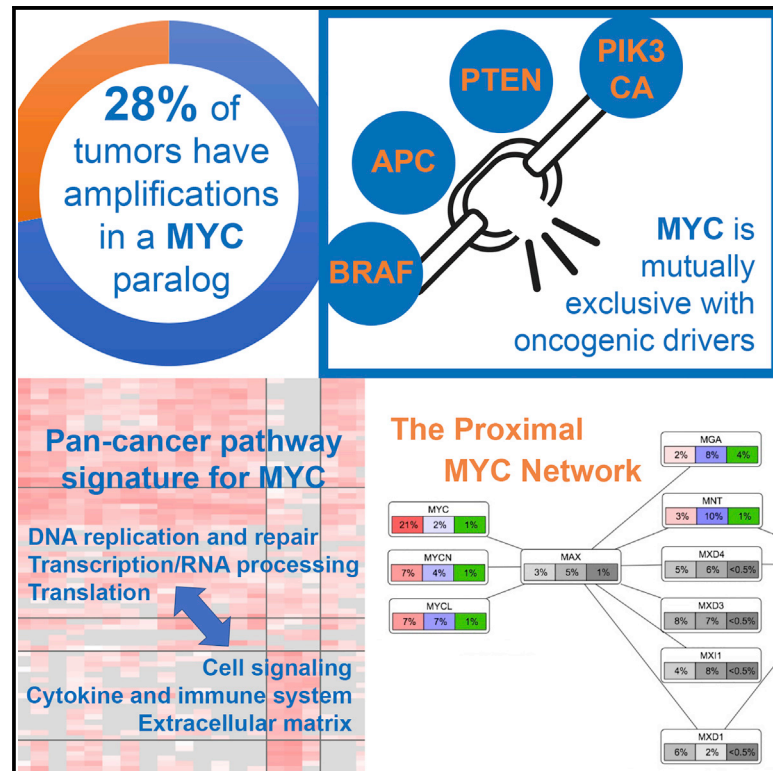 28% of
tumors have
amplifications
in a MYC
paralog
PIK3
CA
PTEN
APC
BRAF
MYC is
mutually
exclusive with
oncogenic drivers
Pan-cancer pathway
signature for MYC
DNA replication and repair
Transcription/RNA processing
Translation
Cell signaling
Cytokine and immune system
Extracellular matrix
The Proximal
MYC Network
MYC
21% 2% 1%
MYCN
7% 4% 1%
MYCL
7% 7% 1%
MAX
3% 5% 1%
MGA
2% 8% 4%
MNT
3% 10% 1%
MXD4
5% 6% <0.5%
MXD3
8% 7% <0.5%
MXI1
4% 8% <0.5%
MXD1
6% 2% <0.5%